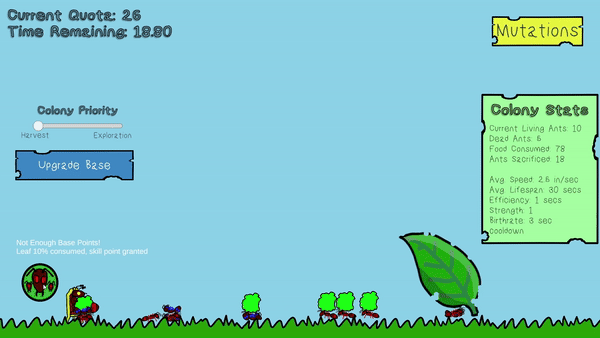 Current Quota: 26
Time Remaining: 18.80
Mutations
Colony Priority
Harvest
Exploration
Upgrade Base
Colony Stats
Current Living Ants: 10
Dead Ants: 6
Food Consumed: 78
Ants Sacrificed: 18
Avg. Speed: 2.6 in/sec
Avg. Lifespan: 30 secs
Efficiency: 1 secs
Strength: 1
Birthrate: 3 sec
cooldown
Not Enough Base Points!
Leaf 10% consumed, skill point granted